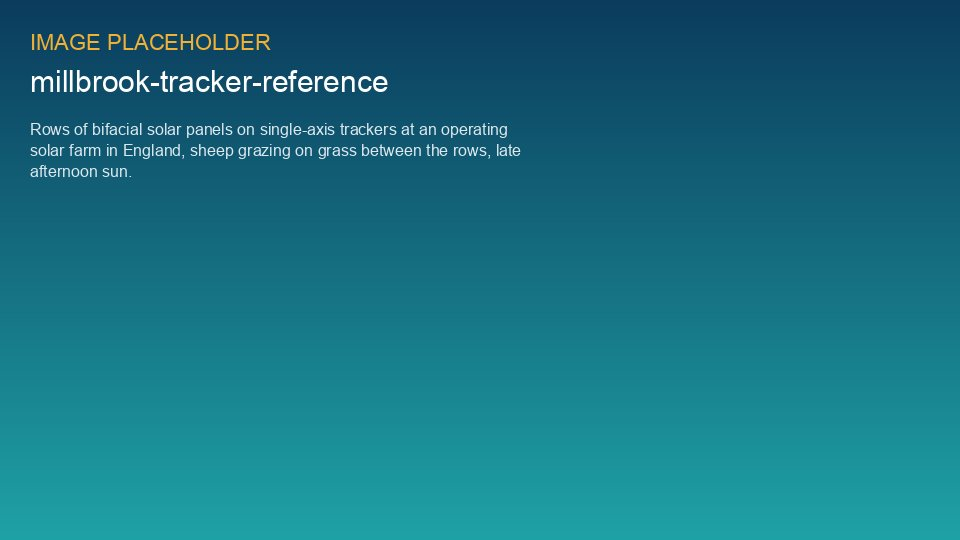 IMAGE PLACEHOLDER
millbrook-tracker-reference
Rows of bifacial solar panels on single-axis trackers at an operating
solar farm in England, sheep grazing on grass between the rows, late
afternoon sun.